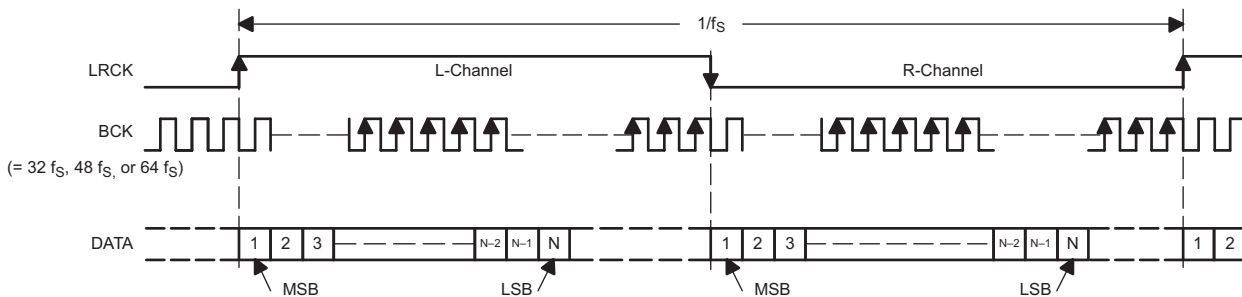 1/fS
LRCK
L-Channel
R-Channel
BCK
(= 32 fS, 48 fS, or 64 fS)
DATA
1 2 3 N–2 N–1 N 1 2 3 N–2 N–1 N 1 2
MSB LSB MSB LSB